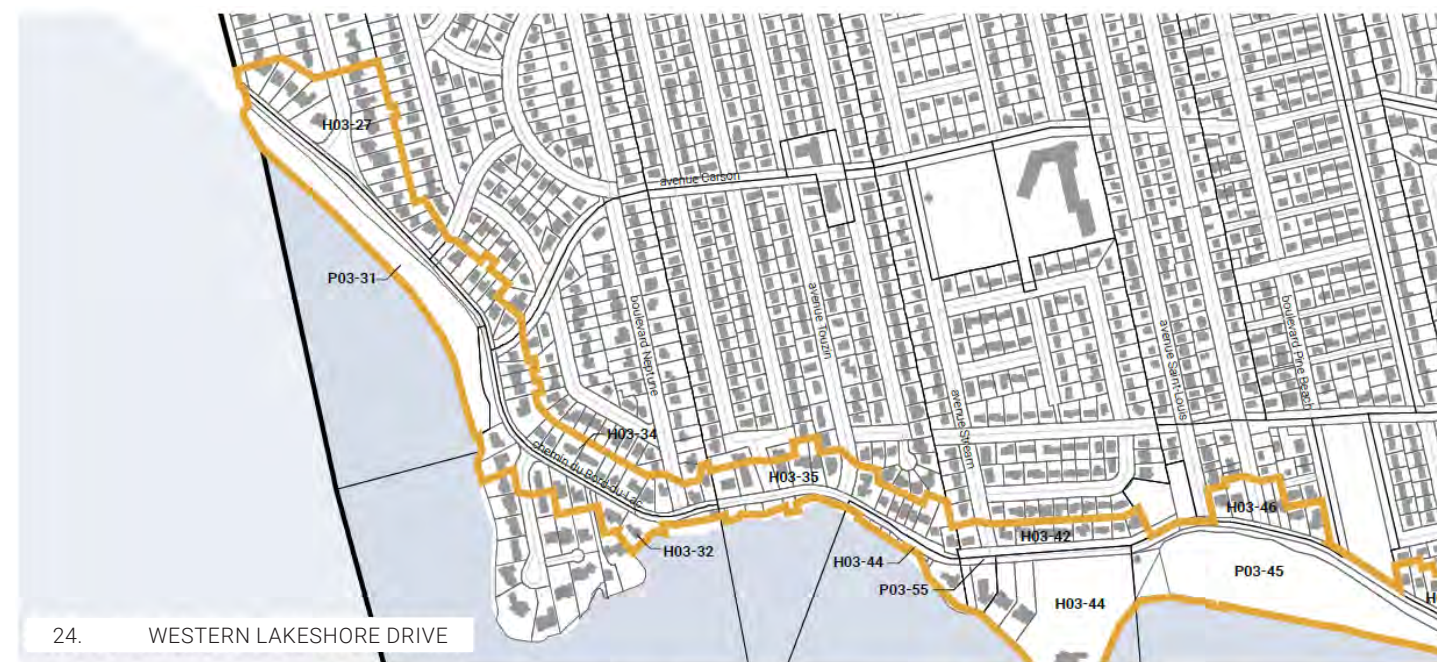 H03-27
avenue Carson
P03-31
boulevard Neptune
avenue Touzin
avenue Stream
avenue Saint-Louis
boulevard Pine Beach
H03-34
chemin du Bord-du-Lac
H03-35
H03-46
H03-42
H03-32
H03-44
P03-55
P03-45
H03-44
24. WESTERN LAKESHORE DRIVE